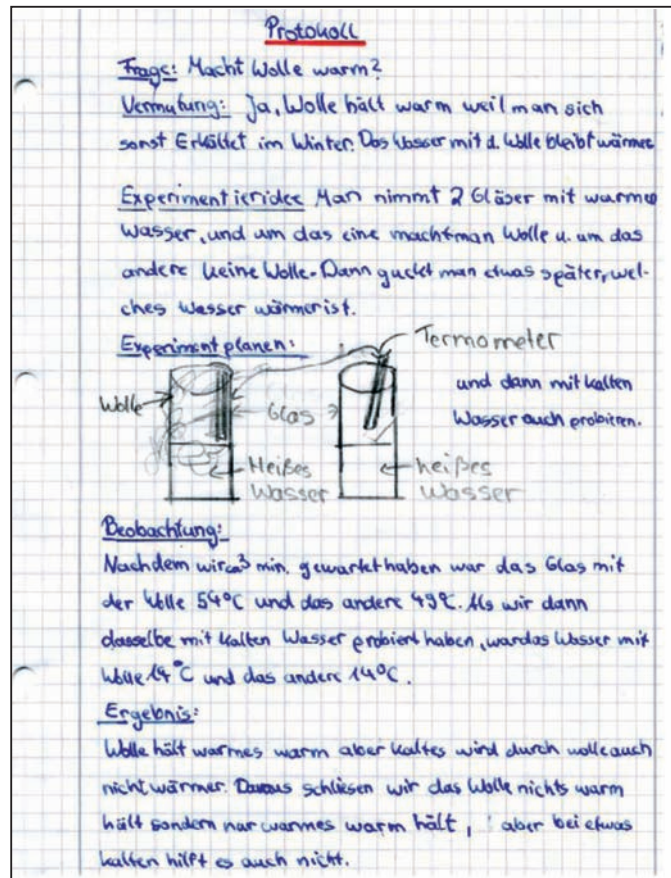 Protokoll
Frage: Macht Wolle warm?
Vermutung: Ja, Wolle hält warm weil man sich
sonst Erkältet im Winter. Das Wasser mit d. Wolle bleibt wärmer
Experimentieridee Man nimmt 2 Gläser mit warmen
Wasser, und um das eine macht man Wolle u. um das
andere keine Wolle. Dann guckt man etwas später, wel-
ches Wasser wärmer ist.
Experiment planen:
Termometer
und dann mit kalten
Wolle
Glas
Wasser auch probieren.
Heißes
Wasser
heißes
Wasser
Beobachtung:
Nachdem wir ca 3 min. gewartet haben war das Glas mit
der Wolle 54°C und das andere 49°C. Als wir dann
dasselbe mit kalten Wasser probiert haben, war das Wasser mit
Wolle 14°C und das andere 14°C.
Ergebnis:
Wolle hält warmes warm aber kaltes wird durch wolle auch
nicht wärmer. Daraus schliesen wir das Wolle nichts warm
hält sondern nur warmes warm hält, aber bei etwas
kalten hilft es auch nicht.